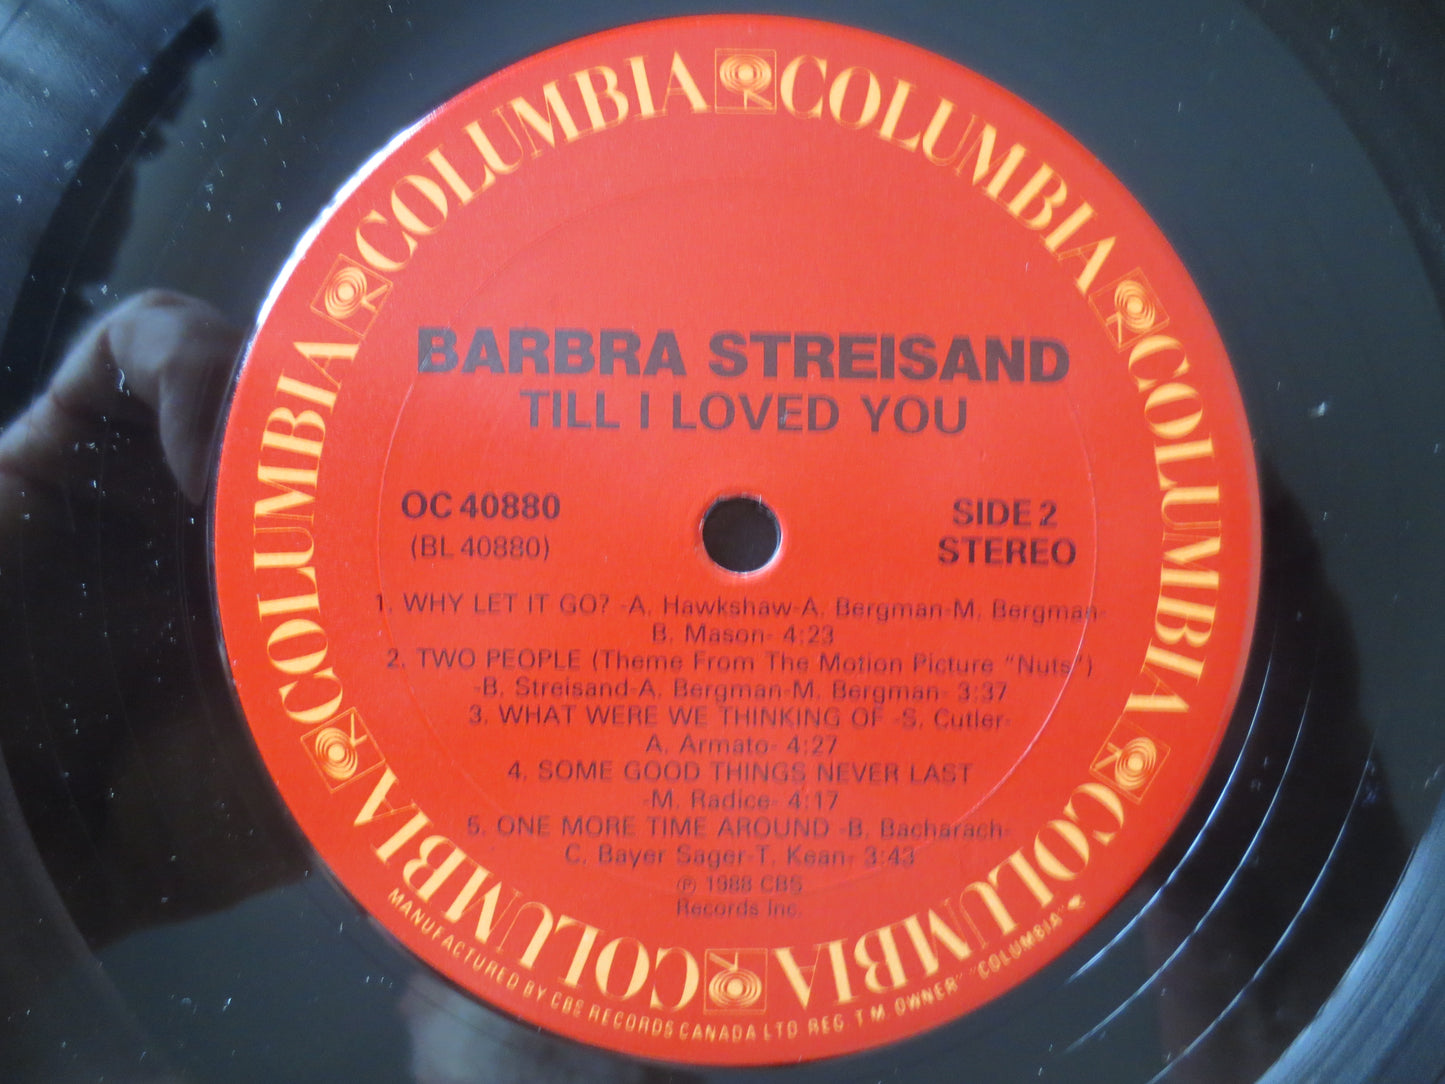 COLUMBIA COLUMBIA COLUMBIA COLUMBIA COLUMBIA COLUMBIA COLUMBIA COLUMBIA
BARBRA STREISAND
TILL I LOVED YOU
OC 40880
(BL 40880)
SIDE 2
STEREO
1. WHY LET IT GO? -A. Hawkshaw-A. Bergman-M. Bergman-
B. Mason- 4:23
2. TWO PEOPLE (Theme From The Motion Picture "Nuts")
-B. Streisand-A. Bergman-M. Bergman- 3:37
3. WHAT WERE WE THINKING OF -S. Cutler-
A. Armato- 4:27
4. SOME GOOD THINGS NEVER LAST
-M. Radice- 4:17
5. ONE MORE TIME AROUND -B. Bacharach-
C. Bayer Sager-T. Kean- 3:43
℗ 1988 CBS
Records Inc.
MANUFACTURED BY CBS RECORDS CANADA LTD REG. T.M. OWNER "COLUMBIA"